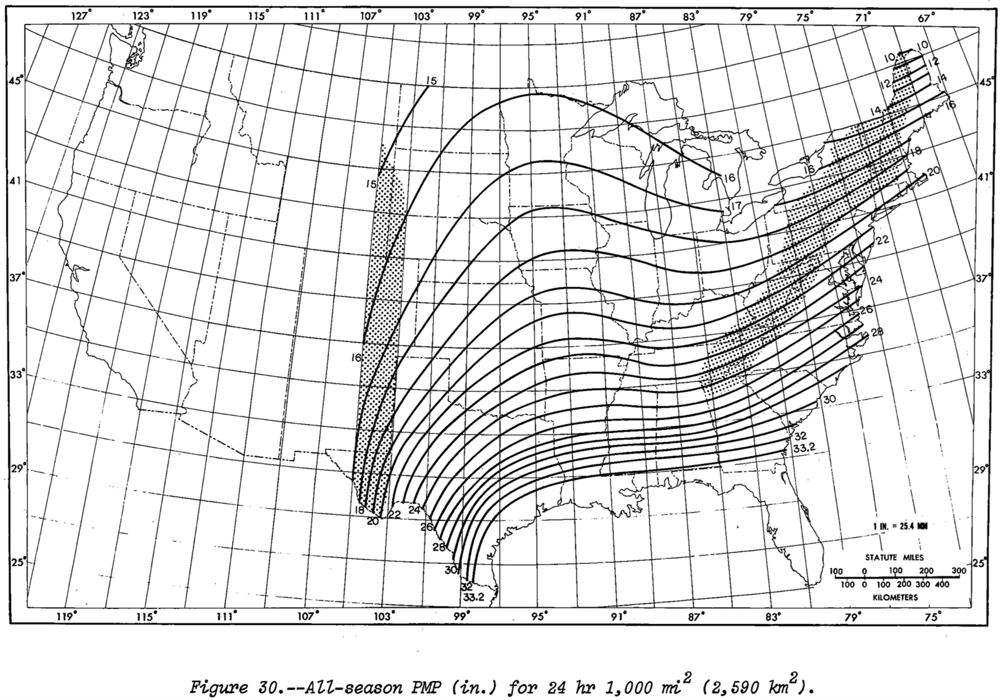 127° 123° 119° 115° 111° 107° 103° 99° 95° 91° 87° 83° 79° 75° 71° 67°
10 10
12 12
45° 15 14 14 45°
16
18
16
41 15 16 20 41°
17
22
37° 24 37°
26
28
33° 16 33°
30
32
33.2
29° 29°
18 20 22 24
26
28
1 IN. = 25.4 MM
25° 30 STATUTE MILES 25°
100 0 100 200 300
32 100 0 100 200 300 400
33.2 KILOMETERS
119° 115° 111° 107° 103 99° 95° 91° 87° 83° 79° 75°
Figure 30.--All-season PMP (in.) for 24 hr 1,000 mi2 (2,590 km2).